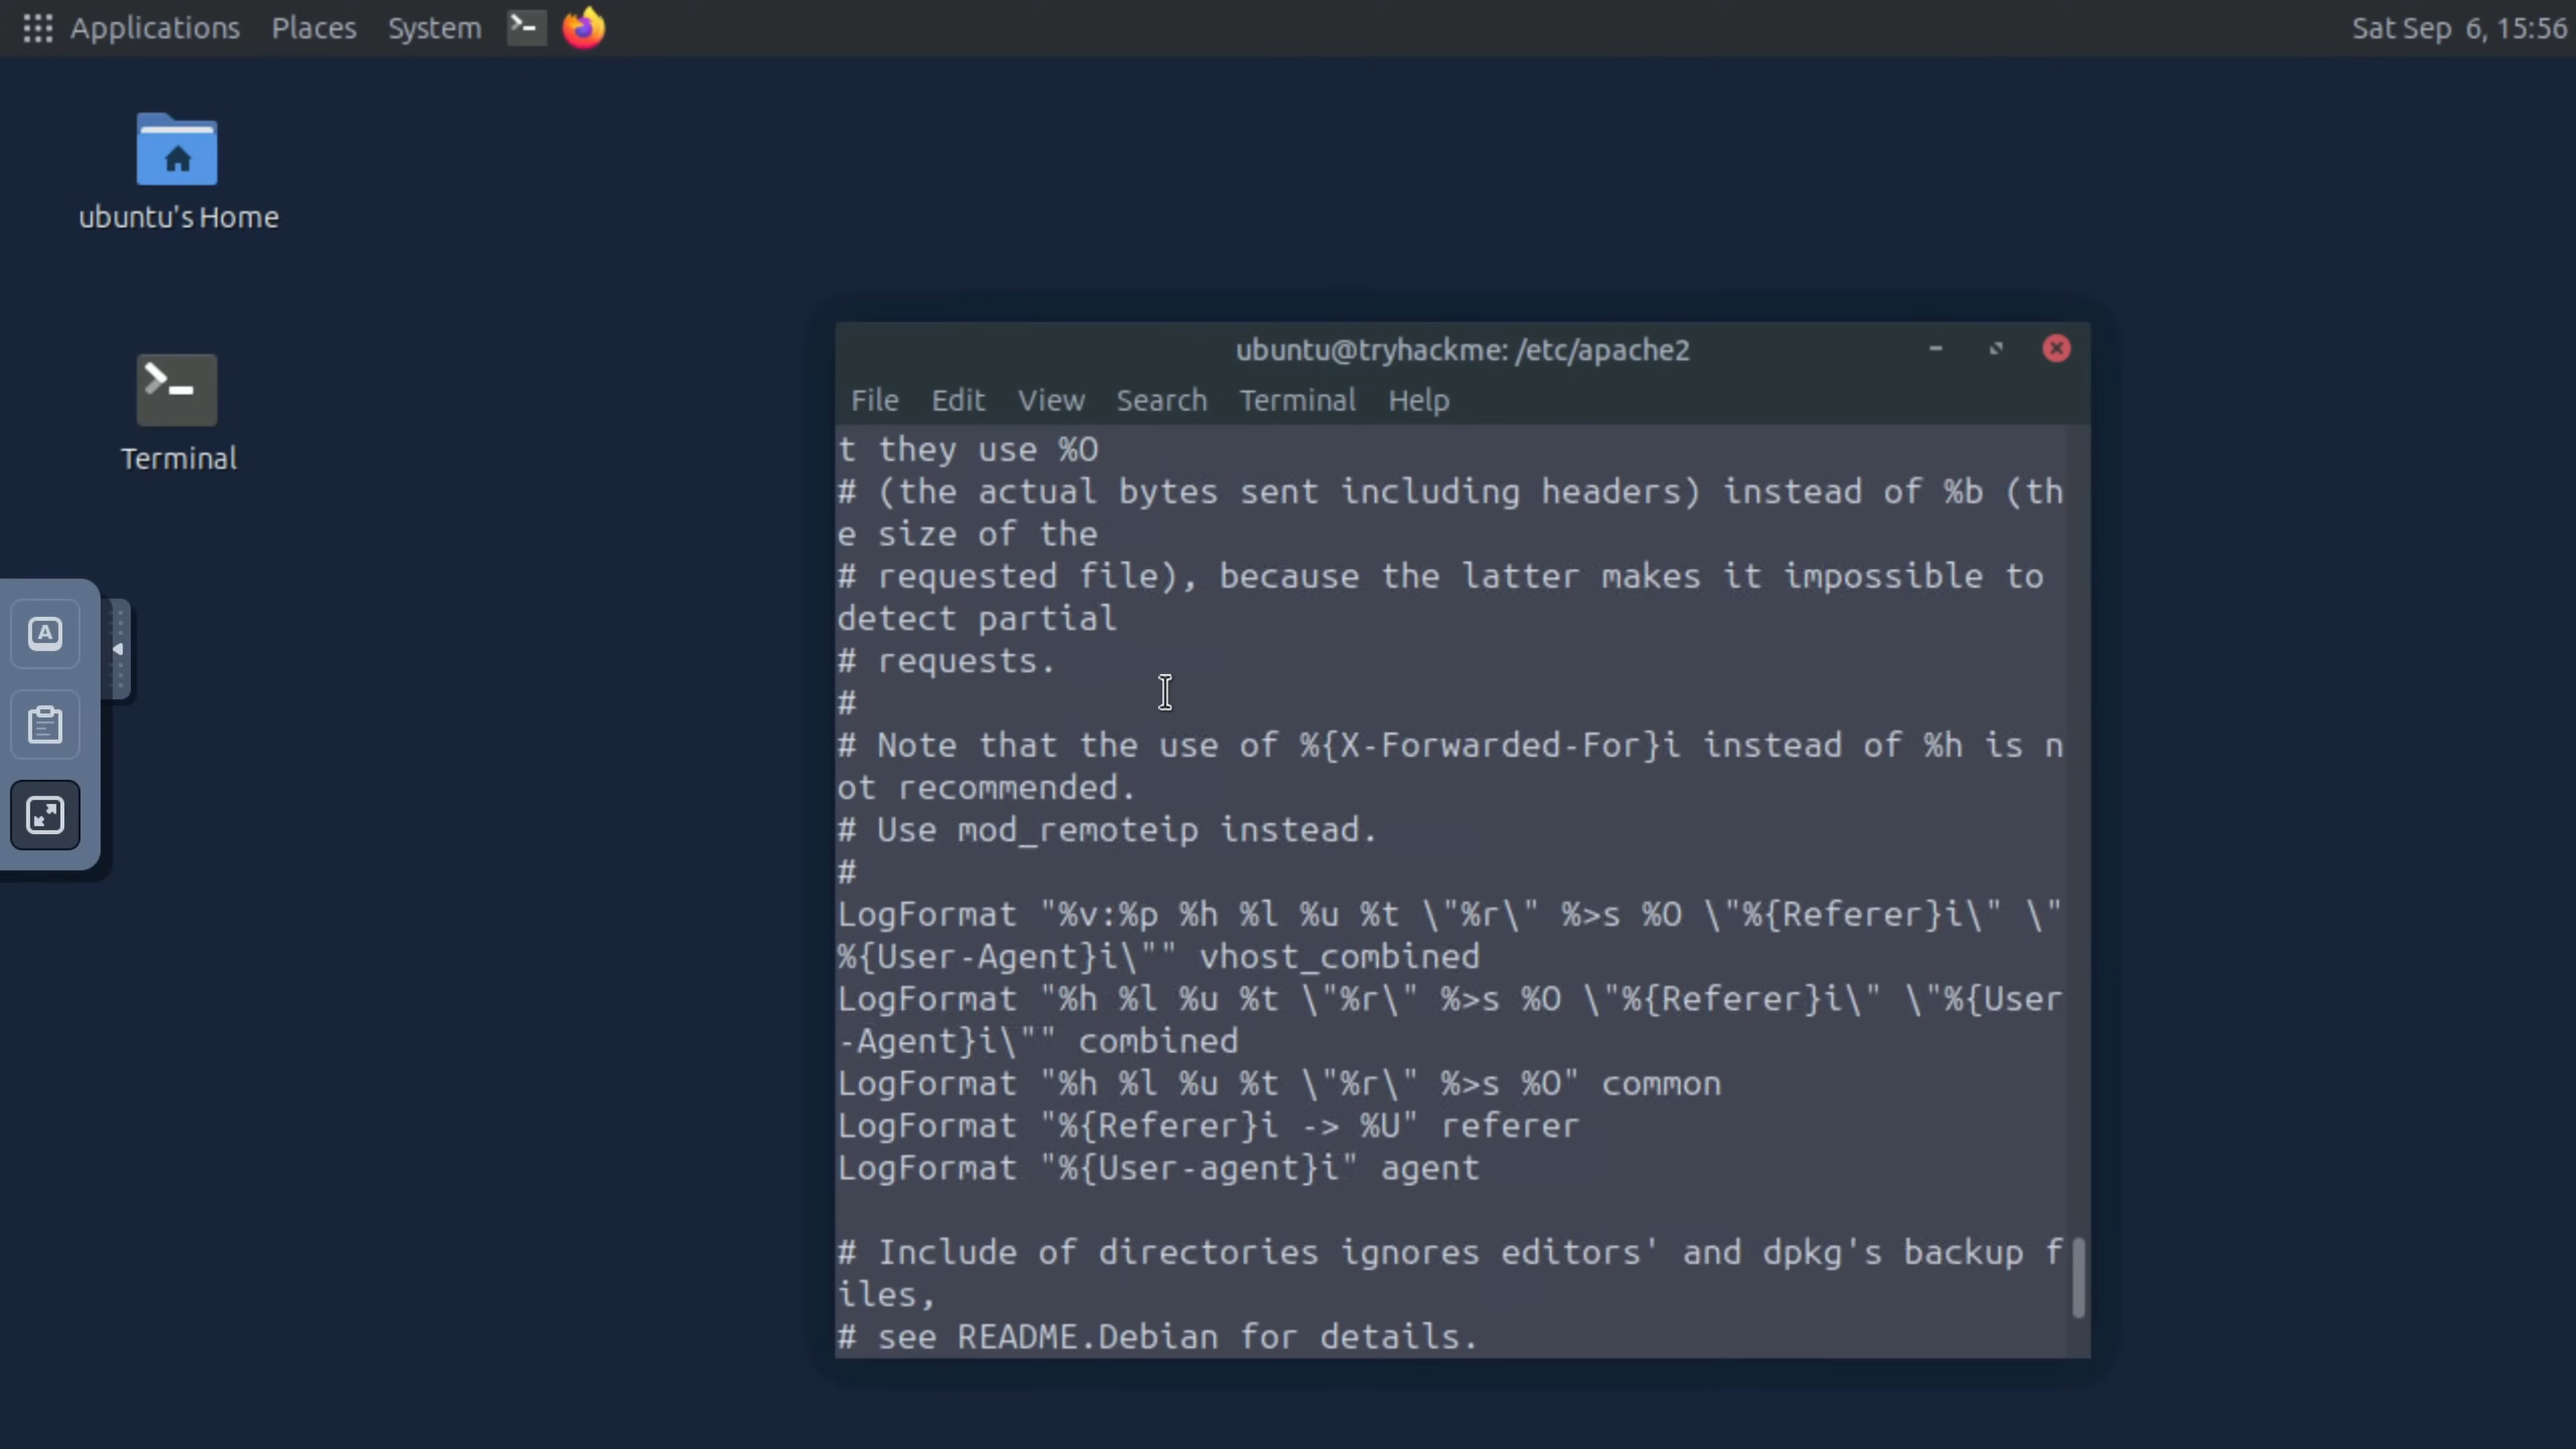 Applications Places System Sat Sep 6, 15:56
ubuntu's Home
Terminal
A
ubuntu@tryhackme: /etc/apache2
File Edit View Search Terminal Help
t they use %O
# (the actual bytes sent including headers) instead of %b (th
e size of the
# requested file), because the latter makes it impossible to
detect partial
# requests.
#
# Note that the use of %{X-Forwarded-For}i instead of %h is n
ot recommended.
# Use mod_remoteip instead.
#
LogFormat "%v:%p %h %l %u %t \"%r\" %>s %O \"%{Referer}i\" \"
%{User-Agent}i\"" vhost_combined
LogFormat "%h %l %u %t \"%r\" %>s %O \"%{Referer}i\" \"%{User
-Agent}i\"" combined
LogFormat "%h %l %u %t \"%r\" %>s %O" common
LogFormat "%{Referer}i -> %U" referer
LogFormat "%{User-agent}i" agent
# Include of directories ignores editors' and dpkg's backup f
iles,
# see README.Debian for details.